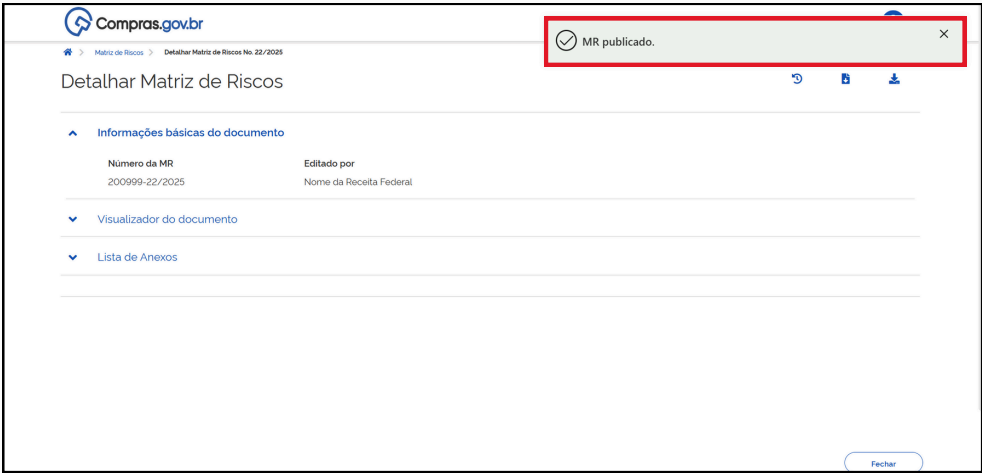 Compras.gov.br
MR publicado.
Matriz de Riscos
Detalhar Matriz de Riscos No. 22/2025
Detalhar Matriz de Riscos
Informações básicas do documento
Número da MR
Editado por
200999-22/2025
Nome da Receita Federal
Visualizador do documento
Lista de Anexos
Fechar